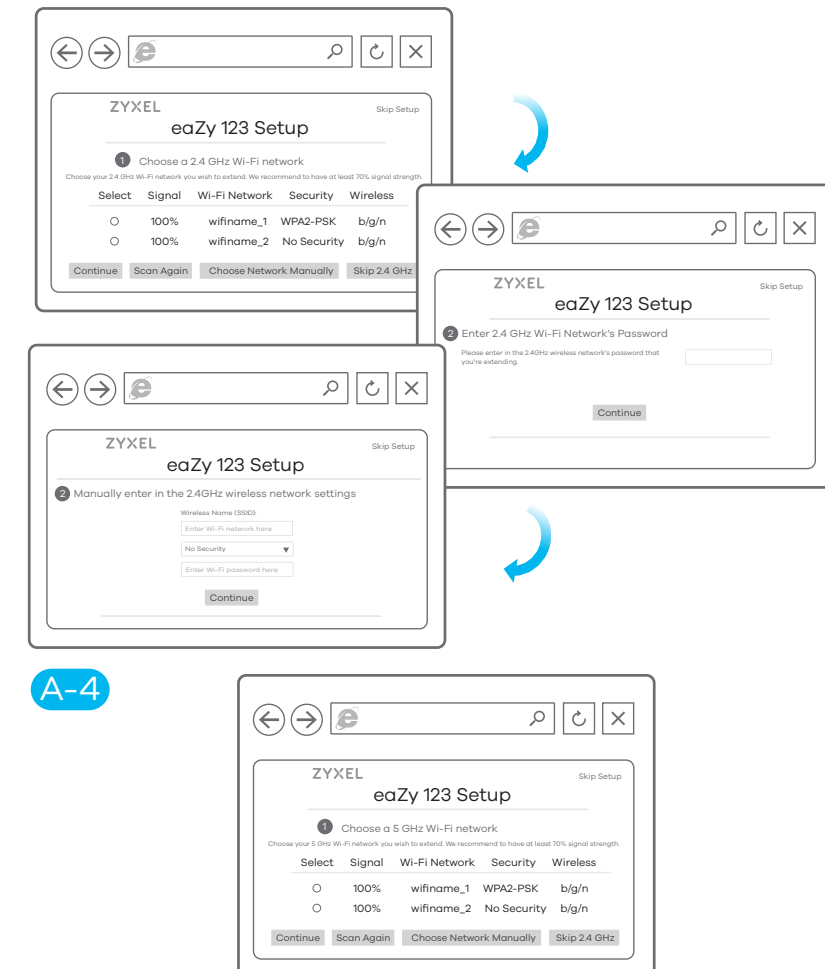 ZYXEL
Skip Setup
eaZy 123 Setup
1 Choose a 2.4 GHz Wi-Fi network
Choose your 2.4 GHz Wi-Fi network you wish to extend. We recommend to have at least 70% signal strength.
Select Signal Wi-Fi Network Security Wireless
100% wifiname_1 WPA2-PSK b/g/n
100% wifiname_2 No Security b/g/n
Continue Scan Again Choose Network Manually Skip 2.4 GHz
ZYXEL
Skip Setup
eaZy 123 Setup
2 Enter 2.4 GHz Wi-Fi Network's Password
Please enter in the 2.4GHz wireless network's password that
you're extending.
Continue
ZYXEL
Skip Setup
eaZy 123 Setup
2 Manually enter in the 2.4GHz wireless network settings
Wireless Name (SSID):
Enter Wi-Fi network here
No Security
Enter Wi-Fi password here
Continue
A-4
ZYXEL
Skip Setup
eaZy 123 Setup
1 Choose a 5 GHz Wi-Fi network
Choose your 5 GHz Wi-Fi network you wish to extend. We recommend to have at least 70% signal strength.
Select Signal Wi-Fi Network Security Wireless
100% wifiname_1 WPA2-PSK b/g/n
100% wifiname_2 No Security b/g/n
Continue Scan Again Choose Network Manually Skip 2.4 GHz